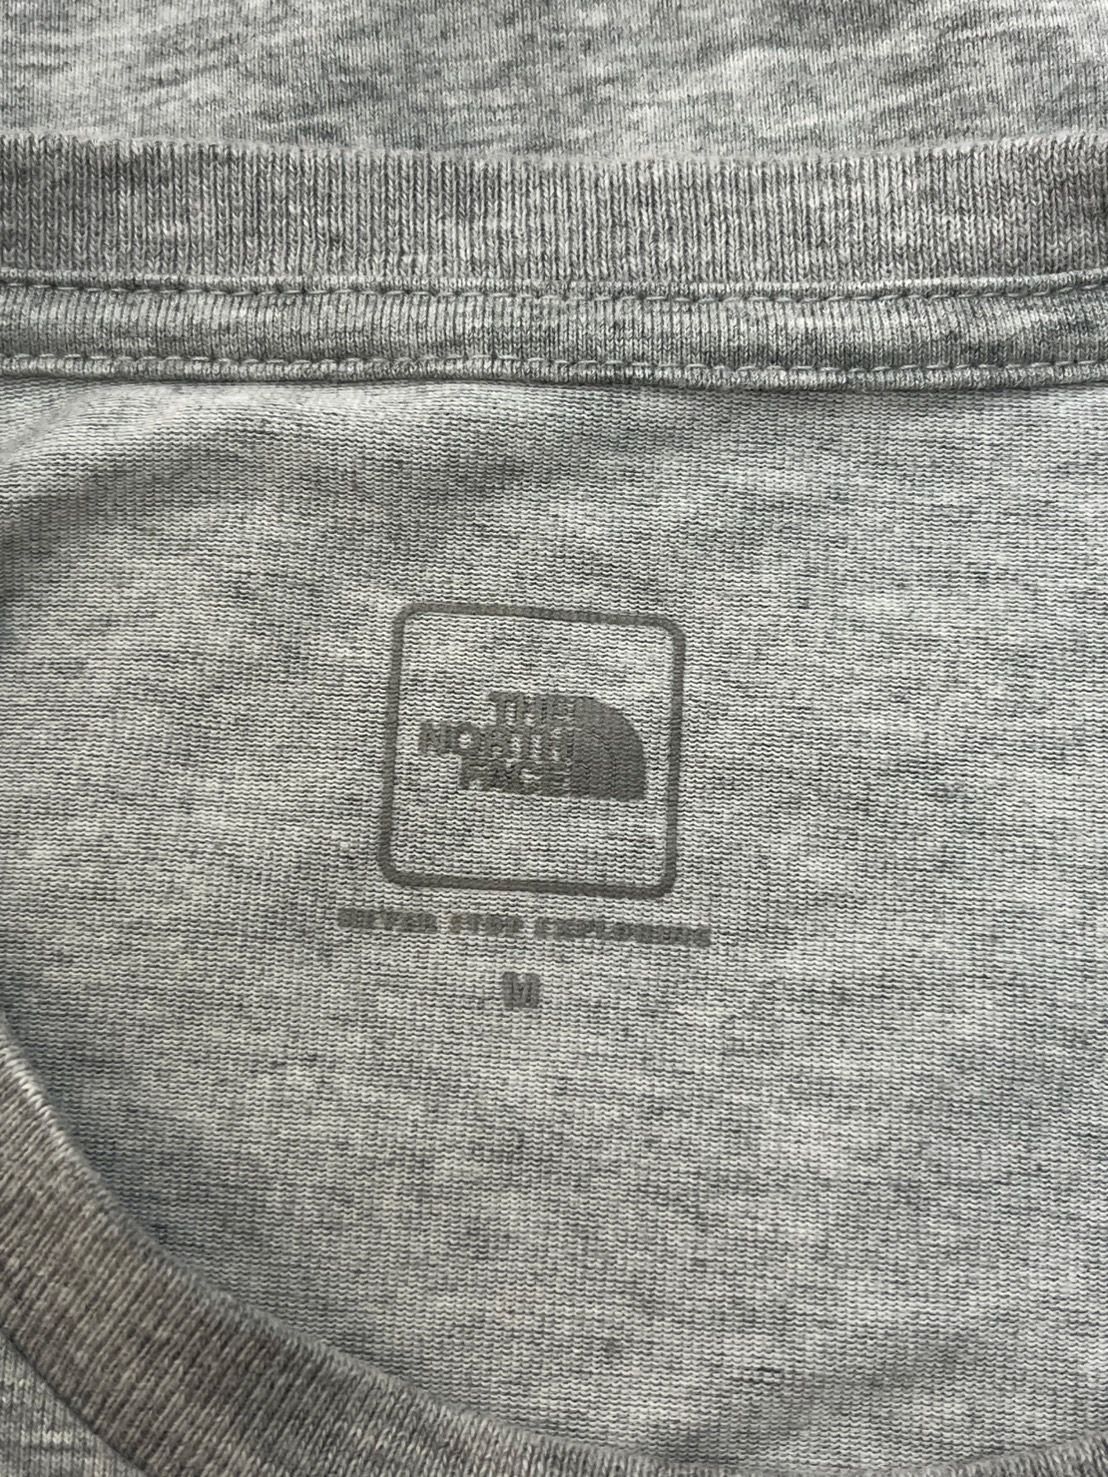 THE
NORTH
FACE
NEVER STOP EXPLORING
M